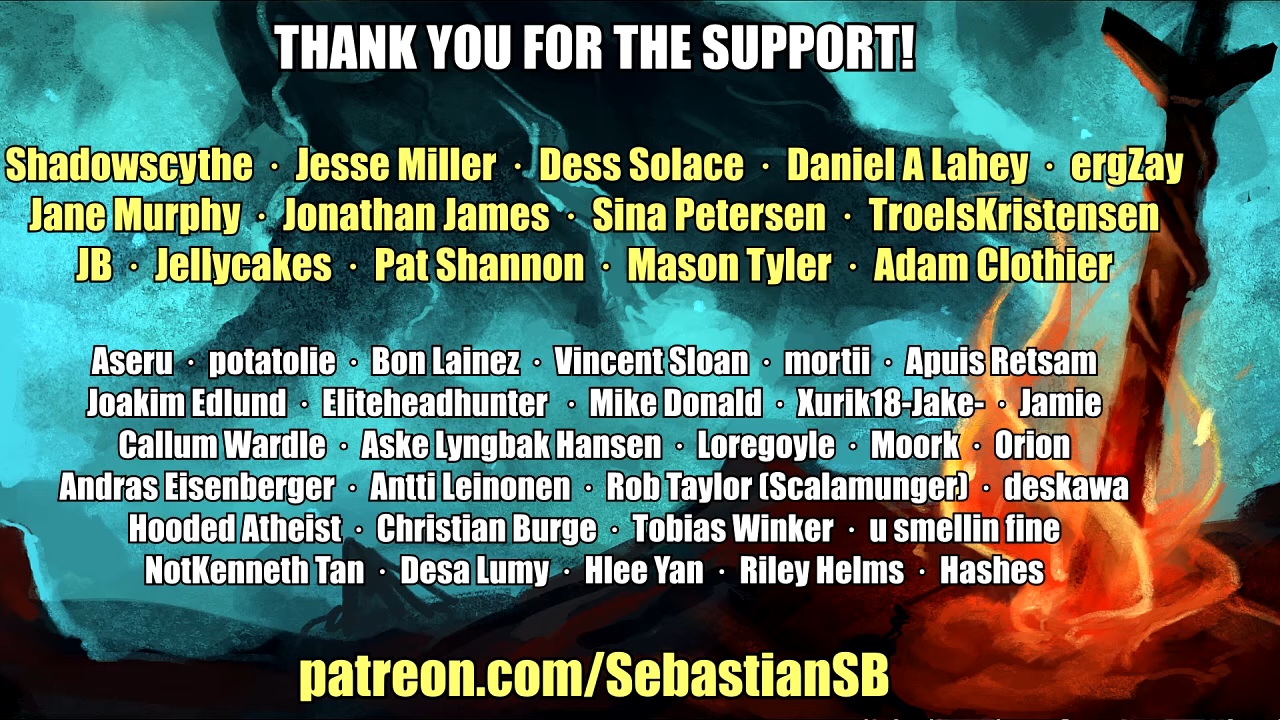 THANK YOU FOR THE SUPPORT!
Shadowscythe · Jesse Miller · Dess Solace · Daniel A Lahey · ergZay
Jane Murphy · Jonathan James · Sina Petersen · TroelsKristensen
JB · Jellycakes · Pat Shannon · Mason Tyler · Adam Clothier
Aseru · potatolie · Bon Lainez · Vincent Sloan · mortii · Apuis Retsam
Joakim Edlund · Eliteheadhunter · Mike Donald · Xurik18-Jake- · Jamie
Callum Wardle · Aske Lyngbak Hansen · Loregoyle · Moork · Orion
Andras Eisenberger · Antti Leinonen · Rob Taylor (Scalamunger) · deskawa
Hooded Atheist · Christian Burge · Tobias Winker · u smellin fine
NotKenneth Tan · Desa Lumy · Hlee Yan · Riley Helms · Hashes
patreon.com/SebastianSB